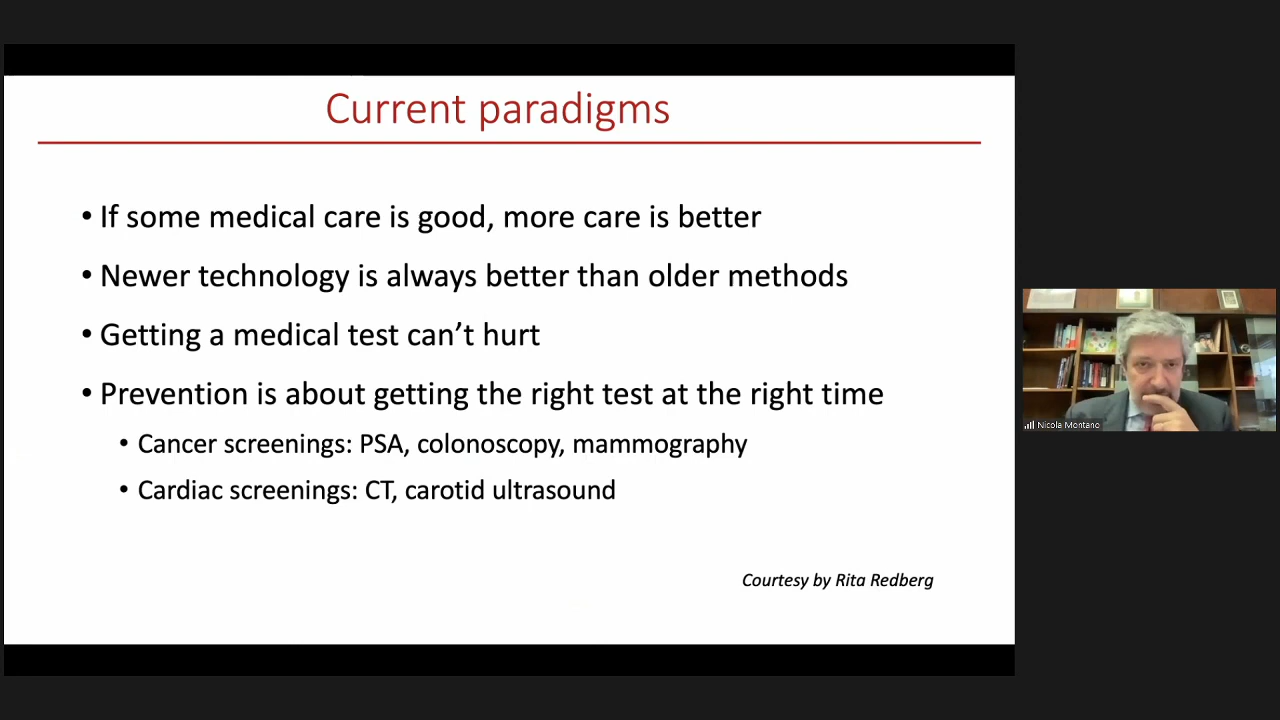 Current paradigms
• If some medical care is good, more care is better
• Newer technology is always better than older methods
• Getting a medical test can’t hurt
• Prevention is about getting the right test at the right time
• Cancer screenings: PSA, colonoscopy, mammography
• Cardiac screenings: CT, carotid ultrasound
Courtesy by Rita Redberg
Nicola Montano